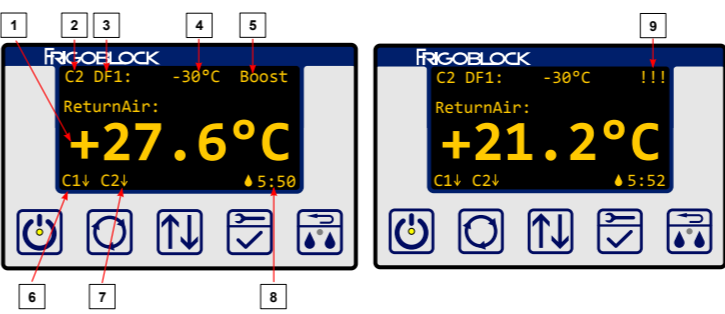 1 2 3 4 5
FRIGOBLOCK
C2 DF1: -30°C Boost
ReturnAir:
+27.6°C
C1↓ C2↓ 5:50
6 7 8
9
FRIGOBLOCK
C2 DF1: -30°C !!!
ReturnAir:
+21.2°C
C1↓ C2↓ 5:52